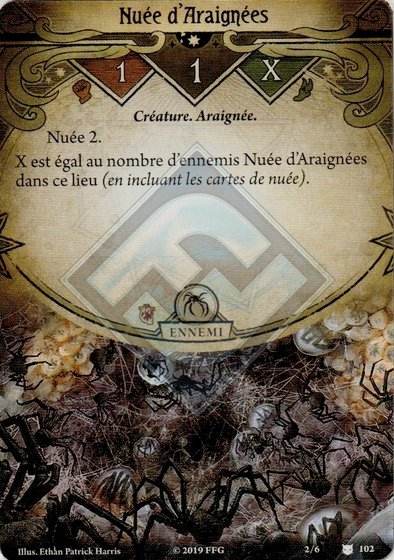 Nuée d'Araignées
1 1 X
Créature. Araignée.
Nuée 2.
X est égal au nombre d'ennemis Nuée d'Araignées
dans ce lieu (en incluant les cartes de nuée).
ENNEMI
Illus. Ethan Patrick Harris © 2019 FFG 2/6 102